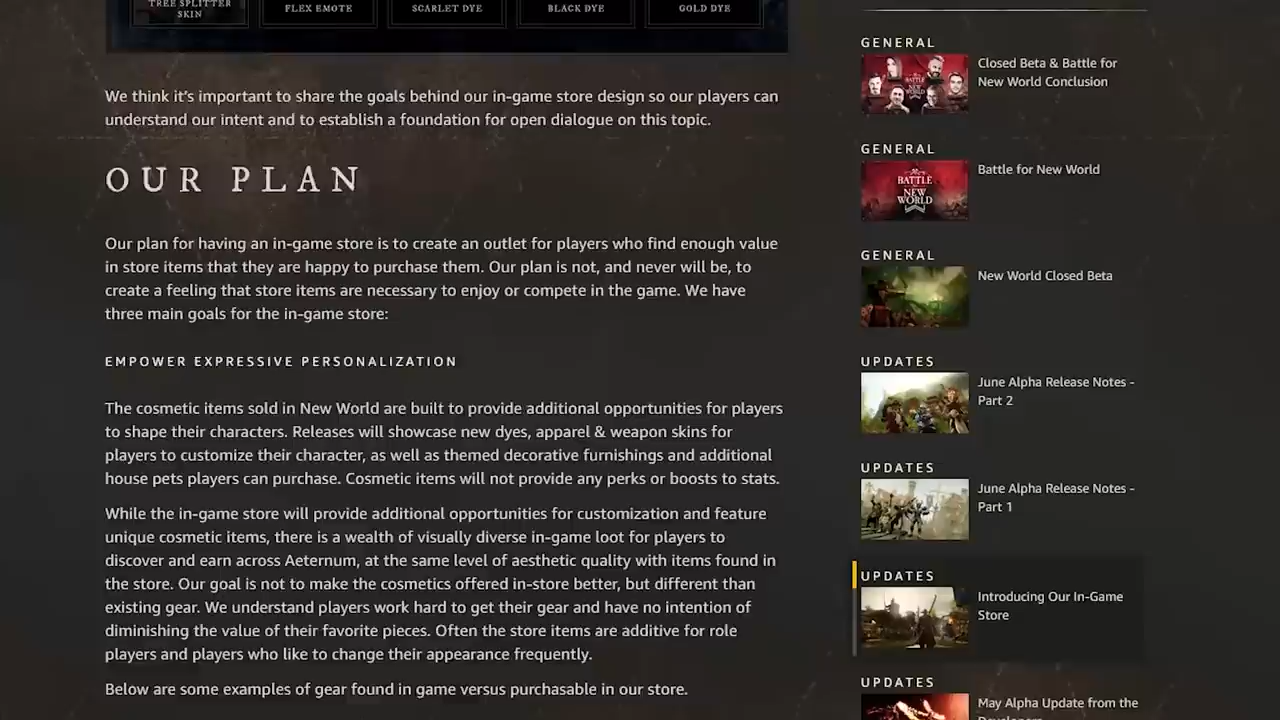 TREE SPLITTER
SKIN
FLEX EMOTE
SCARLET DYE
BLACK DYE
GOLD DYE
We think it's important to share the goals behind our in-game store design so our players can
understand our intent and to establish a foundation for open dialogue on this topic.
OUR PLAN
Our plan for having an in-game store is to create an outlet for players who find enough value
in store items that they are happy to purchase them. Our plan is not, and never will be, to
create a feeling that store items are necessary to enjoy or compete in the game. We have
three main goals for the in-game store:
EMPOWER EXPRESSIVE PERSONALIZATION
The cosmetic items sold in New World are built to provide additional opportunities for players
to shape their characters. Releases will showcase new dyes, apparel & weapon skins for
players to customize their character, as well as themed decorative furnishings and additional
house pets players can purchase. Cosmetic items will not provide any perks or boosts to stats.
While the in-game store will provide additional opportunities for customization and feature
unique cosmetic items, there is a wealth of visually diverse in-game loot for players to
discover and earn across Aeternum, at the same level of aesthetic quality with items found in
the store. Our goal is not to make the cosmetics offered in-store better, but different than
existing gear. We understand players work hard to get their gear and have no intention of
diminishing the value of their favorite pieces. Often the store items are additive for role
players and players who like to change their appearance frequently.
Below are some examples of gear found in game versus purchasable in our store.
GENERAL
BATTLE
NEW WORLD
Closed Beta & Battle for
New World Conclusion
GENERAL
BATTLE
NEW
WORLD
Battle for New World
GENERAL
New World Closed Beta
UPDATES
June Alpha Release Notes -
Part 2
UPDATES
June Alpha Release Notes -
Part 1
UPDATES
Introducing Our In-Game
Store
UPDATES
May Alpha Update from the
Developers